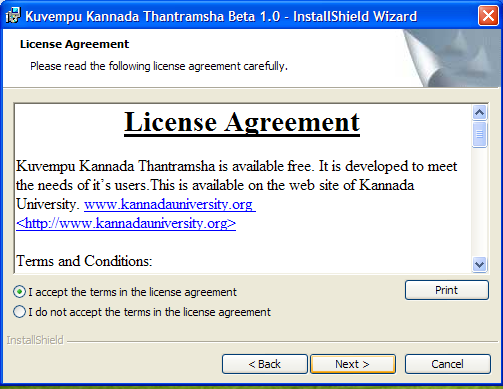 Kuvempu Kannada Thantramsha Beta 1.0 - InstallShield Wizard
License Agreement
Please read the following license agreement carefully.
License Agreement
Kuvempu Kannada Thantramsha is available free. It is developed to meet
the needs of it's users.This is available on the web site of Kannada
University. www.kannadauniversity.org
<http://www.kannadauniversity.org>
Terms and Conditions:
I accept the terms in the license agreement
Print
I do not accept the terms in the license agreement
InstallShield
< Back
Next >
Cancel